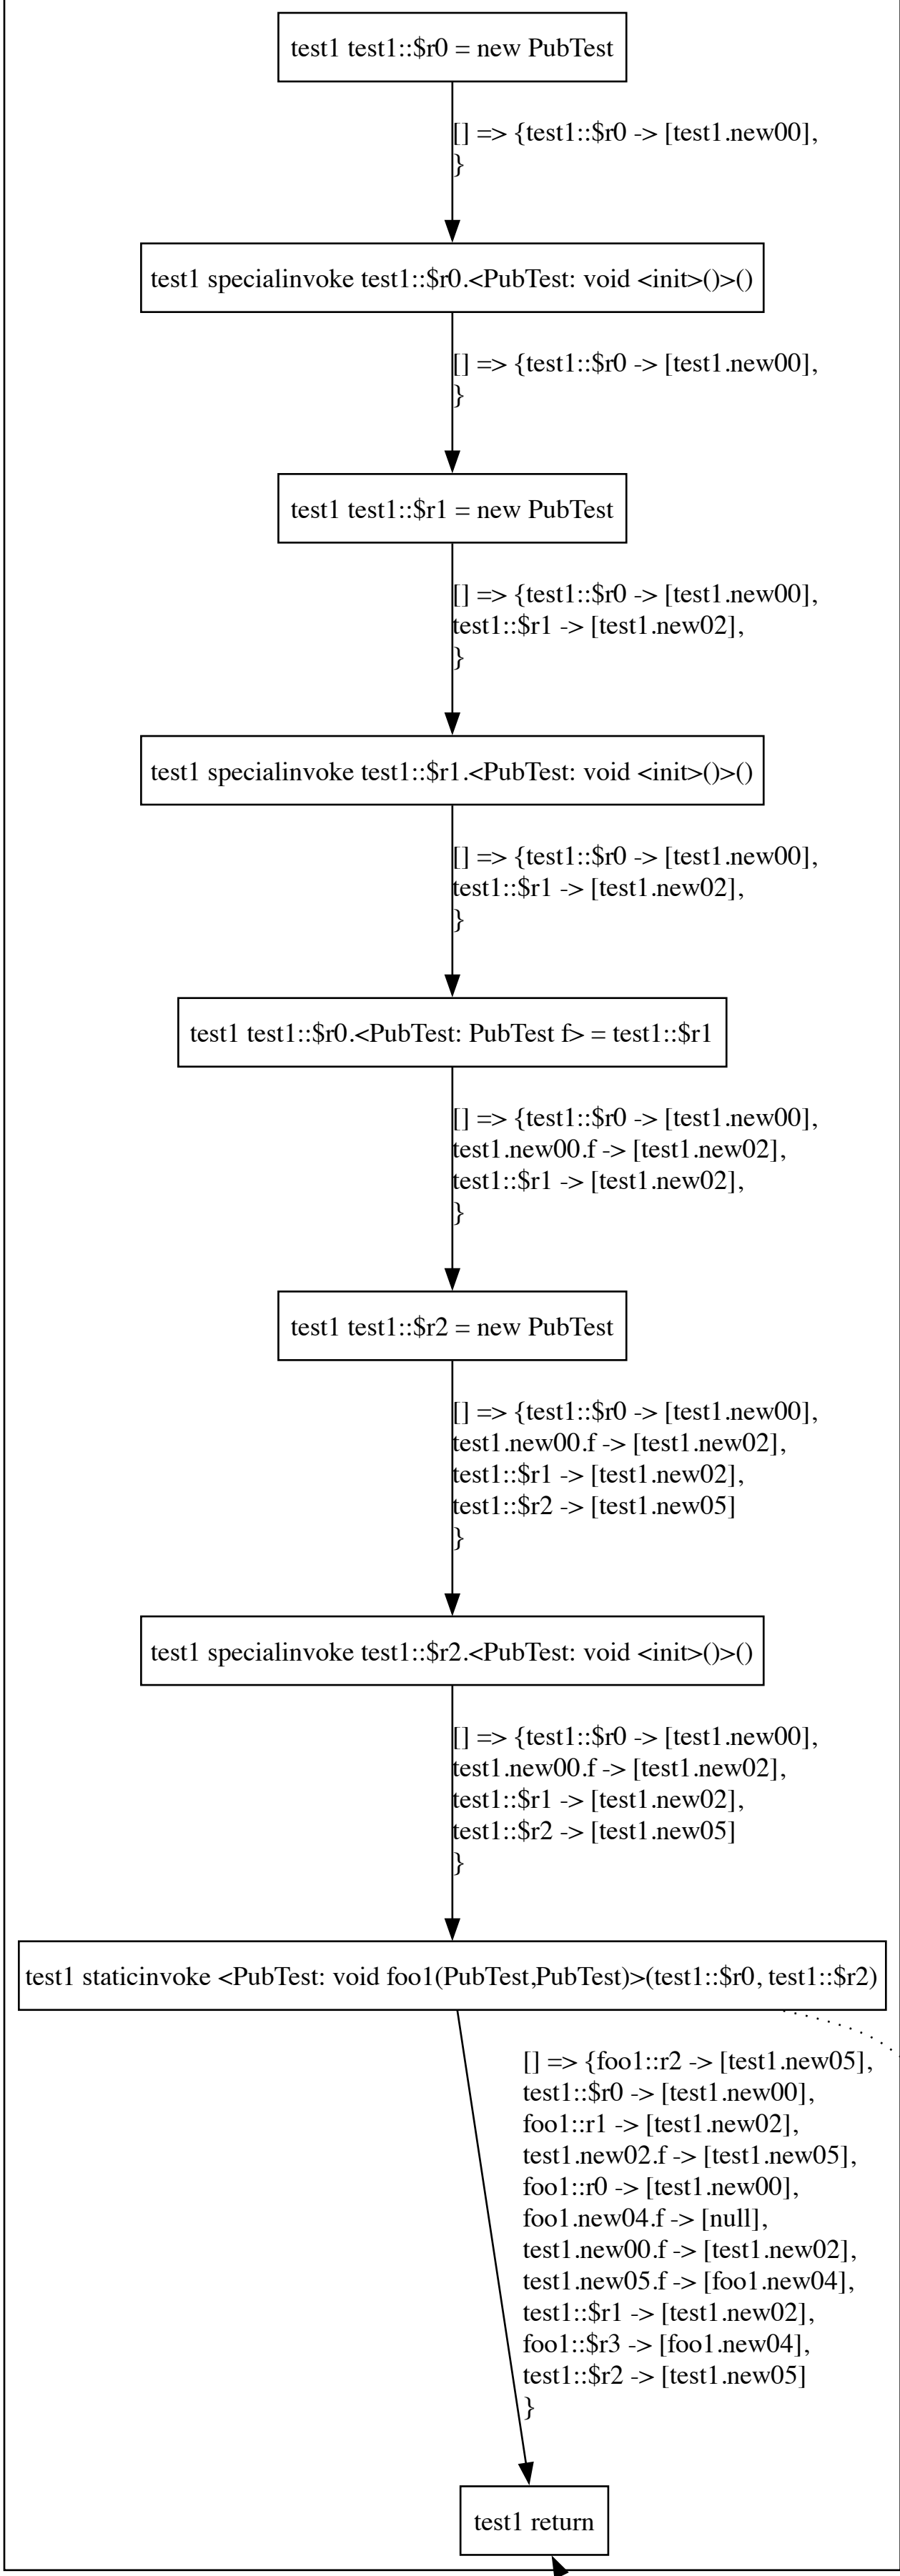 test1 test1::$r0 = new PubTest
[] => {test1::$r0 -> [test1.new00],
}
test1 specialinvoke test1::$r0.<PubTest: void <init>()>()
[] => {test1::$r0 -> [test1.new00],
}
test1 test1::$r1 = new PubTest
[] => {test1::$r0 -> [test1.new00],
test1::$r1 -> [test1.new02],
}
test1 specialinvoke test1::$r1.<PubTest: void <init>()>()
[] => {test1::$r0 -> [test1.new00],
test1::$r1 -> [test1.new02],
}
test1 test1::$r0.<PubTest: PubTest f> = test1::$r1
[] => {test1::$r0 -> [test1.new00],
test1.new00.f -> [test1.new02],
test1::$r1 -> [test1.new02],
}
test1 test1::$r2 = new PubTest
[] => {test1::$r0 -> [test1.new00],
test1.new00.f -> [test1.new02],
test1::$r1 -> [test1.new02],
test1::$r2 -> [test1.new05]
}
test1 specialinvoke test1::$r2.<PubTest: void <init>()>()
[] => {test1::$r0 -> [test1.new00],
test1.new00.f -> [test1.new02],
test1::$r1 -> [test1.new02],
test1::$r2 -> [test1.new05]
}
test1 staticinvoke <PubTest: void foo1(PubTest,PubTest)>(test1::$r0, test1::$r2)
[] => {foo1::r2 -> [test1.new05],
test1::$r0 -> [test1.new00],
foo1::r1 -> [test1.new02],
test1.new02.f -> [test1.new05],
foo1::r0 -> [test1.new00],
foo1.new04.f -> [null],
test1.new00.f -> [test1.new02],
test1.new05.f -> [foo1.new04],
test1::$r1 -> [test1.new02],
foo1::$r3 -> [foo1.new04],
test1::$r2 -> [test1.new05]
}
test1 return